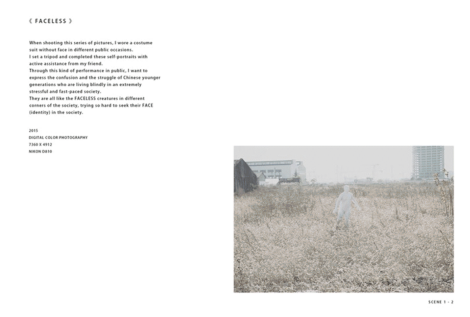 《 FACELESS 》
When shooting this series of pictures, I wore a costume
suit without face in different public occasions.
I set a tripod and completed these self-portraits with
active assistance from my friend.
Through this kind of performance in public, I want to
express the confusion and the struggle of Chinese younger
generations who are living blindly in an extremely
stressful and fast-paced society.
They are all like the FACELESS creatures in different
corners of the society, trying so hard to seek their FACE
(identity) in the society.
2015
DIGITAL COLOR PHOTOGRAPHY
7360 X 4912
NIKON D810
SCENE 1 - 2